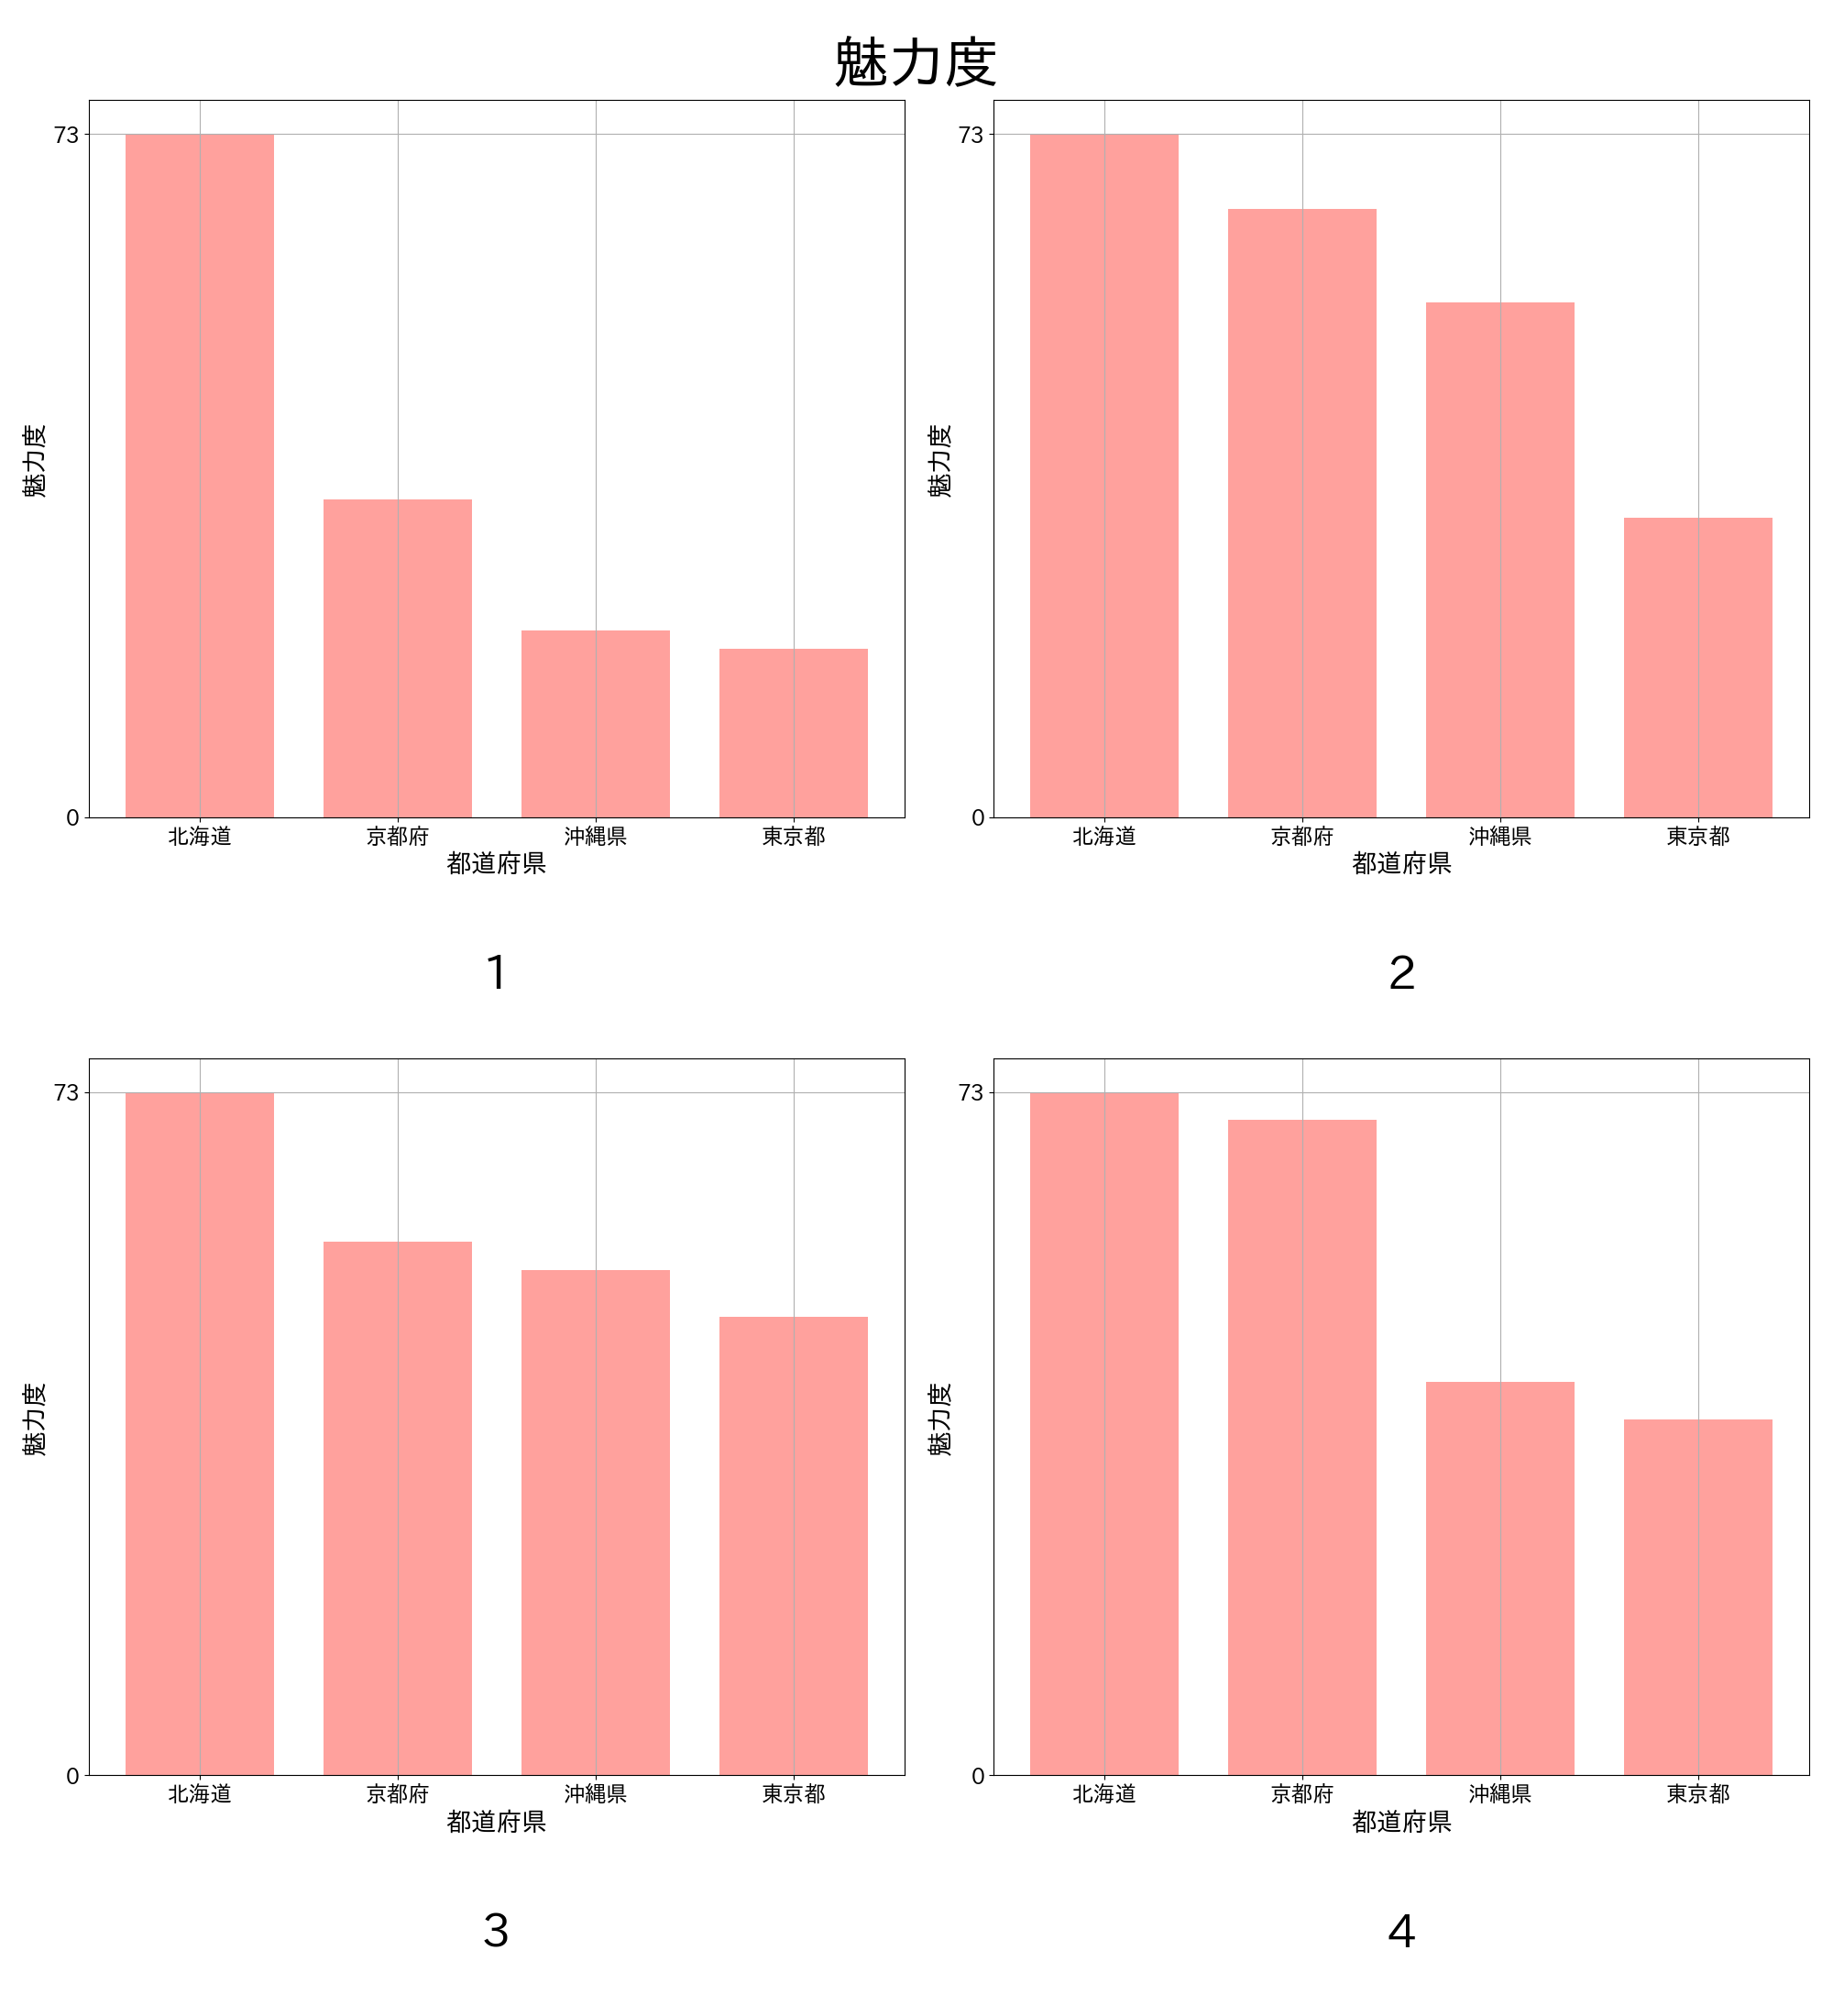 魅力度
73
0
魅力度
北海道 京都府 沖縄県 東京都
都道府県
1
73
0
魅力度
北海道 京都府 沖縄県 東京都
都道府県
2
73
0
魅力度
北海道 京都府 沖縄県 東京都
都道府県
3
73
0
魅力度
北海道 京都府 沖縄県 東京都
都道府県
4